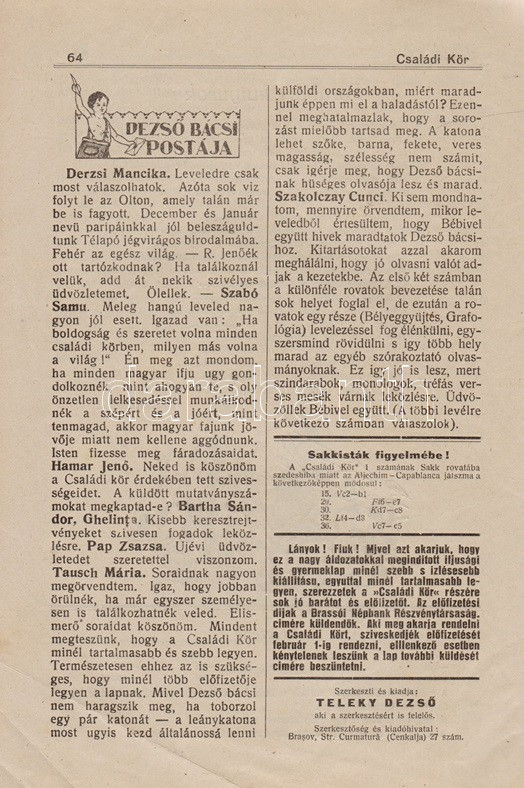 64
Családi Kör
DEZSŐ BÁCSI
POSTÁJA
Derzsi Mancika. Leveledre csak
most válaszolhatok. Azóta sok viz
folyt le az Olton, amely talán már
be is fagyott. December és Január
nevü paripáinkkal jól beleszáguld-
tunk Télapó jégvirágos birodalmába.
Fehér az egész világ. — R. Jenőék
ott tartózkodnak? Ha találkoznál
velük, add át nekik szivélyes
üdvözletemet. Ölellek. — Szabó
Samu. Meleg hangú leveled na-
gyon jól esett. Igazad van: „Ha
boldogság és szeretet volna minden
családi körben, milyen más volna
a világ!" Én meg azt mondom,
ha minden magyar ifju ugy gon-
dolkoznék, mint ahogyan te, s oly
önzetlen lelkesedéssel munkálkod-
nék a szépért és a jóért, mint
tenmagad, akkor magyar fajunk jö-
vője miatt nem kellene aggódnunk.
Isten fizesse meg fáradozásaidat.
Hamar Jenő. Neked is köszönöm
a Családi kör érdekében tett szives-
ségeidet. A küldött mutatványszá-
mokat megkaptad-e? Bartha Sán-
dor, Ghelința. Kisebb keresztrejt-
vényeket szivesen fogadok leköz-
lésre. Pap Zsazsa. Ujévi üdvöz-
letedet szeretettel viszonzom.
Tausch Mária. Soraidnak nagyon
megörvendtem. Igaz, hogy jobban
örülnék, ha már egyszer személye-
sen is találkozhatnék veled. Elis-
merő soraidat köszönöm. Mindent
megteszünk, hogy a Családi Kör
minél tartalmasabb és szebb legyen.
Természetesen ehhez az is szüksé-
ges, hogy minél több előfizetője
legyen a lapnak. Mivel Dezső bácsi
nem haragszik meg, ha toborzol
egy pár katonát — a leánykatona
most ugyis kezd általánossá lenni
külföldi országokban, miért marad-
junk éppen mi el a haladástól? Ezen-
nel meghatalmazlak, hogy a soro-
zást mielőbb tartsad meg. A katona
lehet szőke, barna, fekete, veres
magasság, szélesség nem számit,
csak igérje meg, hogy Dezső bácsi-
nak hűséges olvasója lesz és marad.
Szakolczay Cunci. Ki sem mondha-
tom, mennyire örvendtem, mikor le-
veledből értesültem, hogy Bébivel
együtt hivek maradtatok Dezső bácsi-
hoz. Kitartásotokat azzal akarom
meghálálni, hogy jó olvasni valót ad-
jak a kezetekbe. Az első két számban
a különféle rovatok bevezetése talán
sok helyet foglal el, de ezután a ro-
vatok egy része (Bélyeggyüjtés, Grafo-
lógia) levelezéssel fog élénkülni, egy-
szersmind rövidülni s igy több hely
marad az egyéb szórakoztató olvas-
mányoknak. Ez igy is lesz, mert
szindarabok, monologok, tréfás ver-
ses mesék várnak leközlésre. Üdvö-
zöllek Bébivel együtt. (A többi levélre
következő számban válaszolok).
Sakkisták figyelmébe!
A „Családi Kör" 1 számának Sakk rovatába
szedéshiba miatt az Aljechim—Capablanca játszma a
következőképpen módosul:
15. Vc2—b1
29. Ff6—e7
30. Kd7—c8
32. Lf4—d3
36. Vc7—c5
Lányok! Fiuk! Mivel azt akarjuk, hogy
ez a nagy áldozatokkal megindított ifjusági
és gyermeklap minél szebb s izlésesebb
kiállitásu, egyuttal minél tartalmasabb le-
gyen, szerezzetek a »Családi Kör« részére
sok jó barátot és előfizetőt. Az előfizetési
dijak a Brassói Népbank Részvénytársaság.
címére küldendők. Aki meg akarja rendelni
a Családi Kört, sziveskedjék előfizetését
február 1-ig rendezni, ellenkező esetben
kénytelenek leszünk a lap további küldését
címére beszüntetni.
Szerkeszti és kiadja:
TELEKY DEZSŐ
aki a szerkesztésért is felelős.
Szerkesztőség és kiadóhivatal:
Brașov, Str. Curmatură (Cenkalja) 27 szám.
darabanth